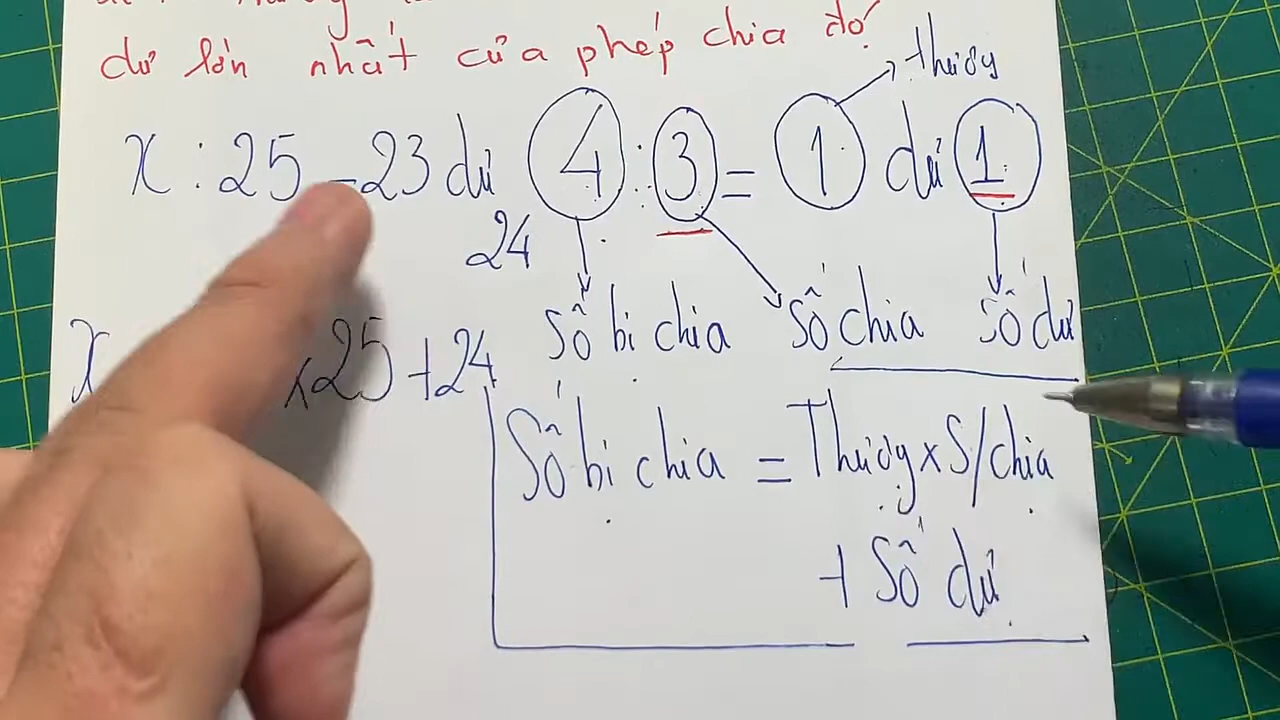 dư lớn nhất của phép chia đó
x : 25 = 23 dư 4 : 3 = 1 dư 1
thương
24
số bị chia số chia số dư
x x25+24
Số bị chia = Thương x S/chia
+ Số dư